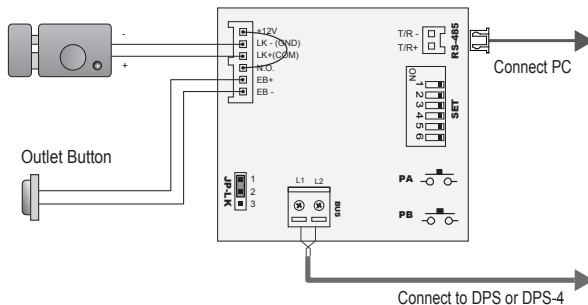 -
+
Outlet Button
+12V
LK - (GND)
LK+(COM)
N.O.
EB+
EB -
T/R -
T/R+
RS-485
Connect PC
ON
1
2
3
4
5
6
SET
JP-LK
1
2
3
L1 L2
BUS
PA
PB
Connect to DPS or DPS-4